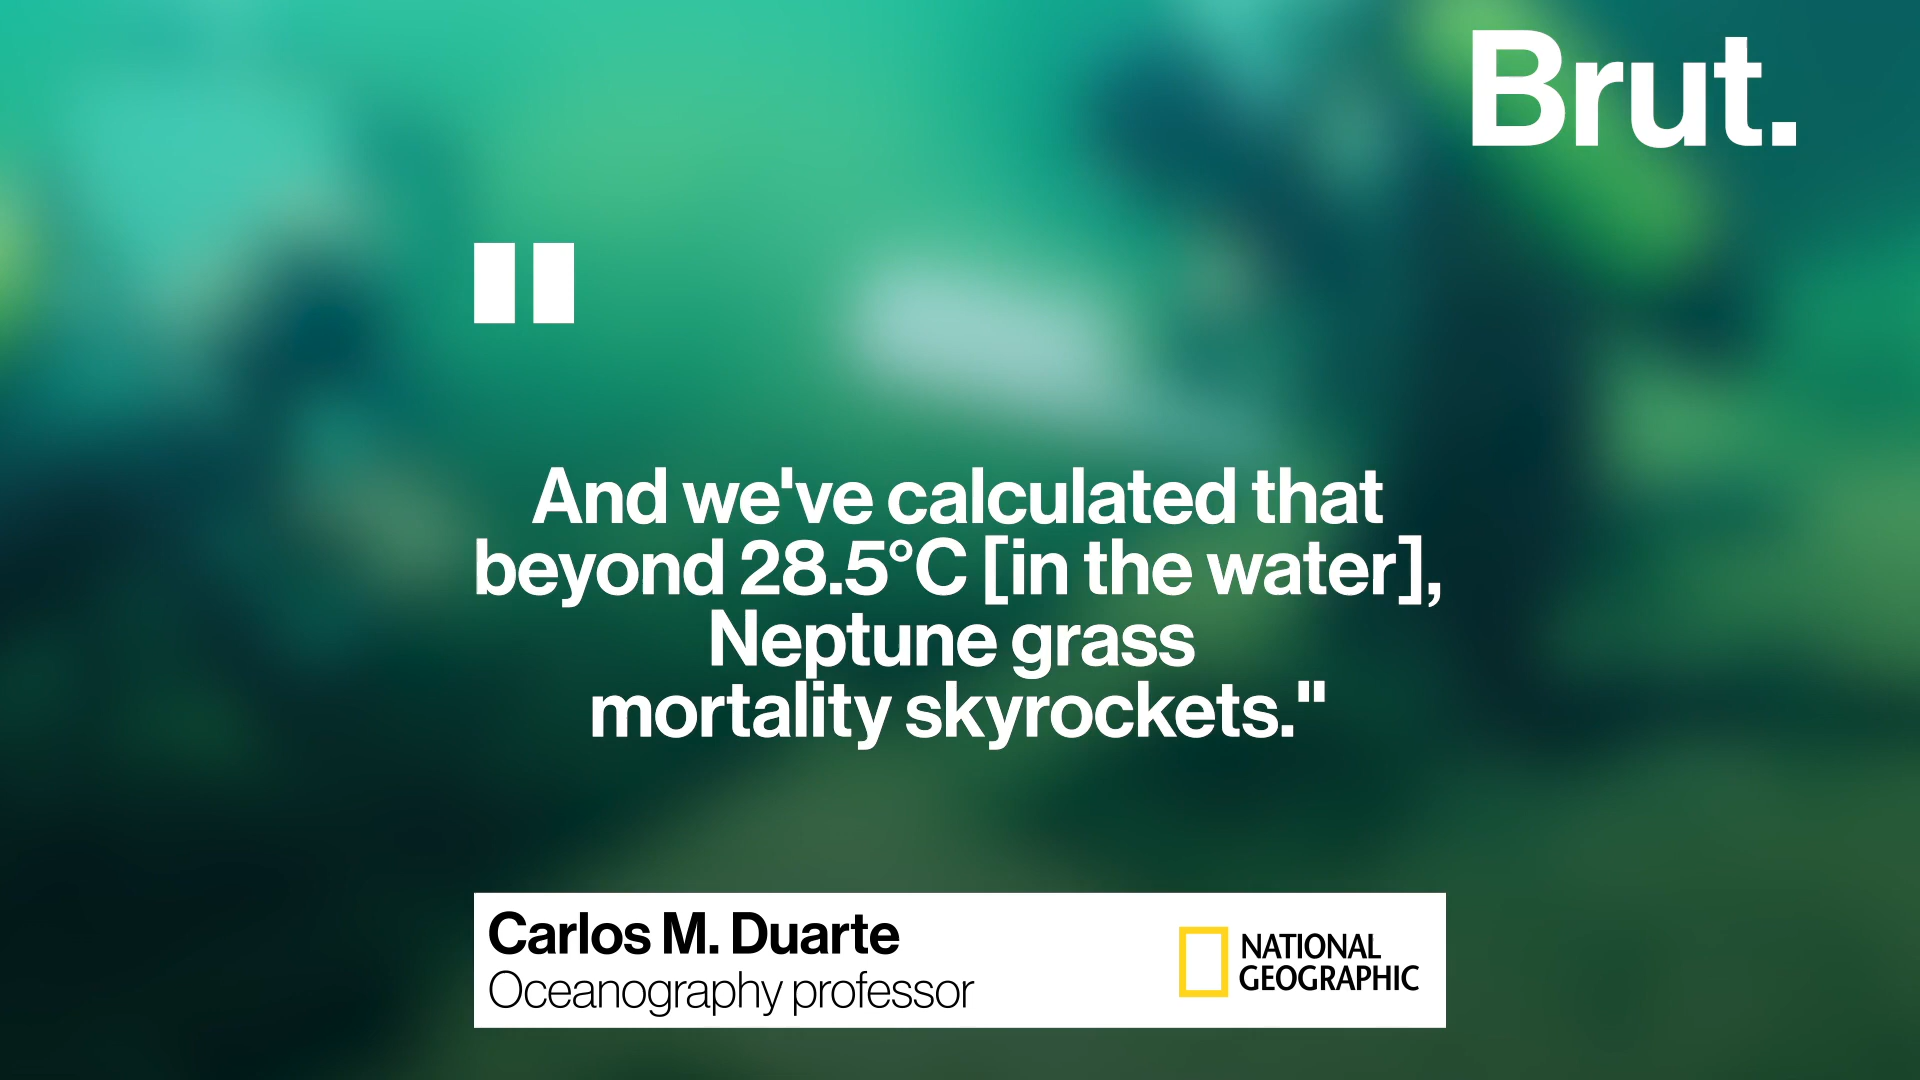 Brut.
"
And we've calculated that
beyond 28.5°C [in the water],
Neptune grass
mortality skyrockets."
Carlos M. Duarte
Oceanography professor
NATIONAL
GEOGRAPHIC